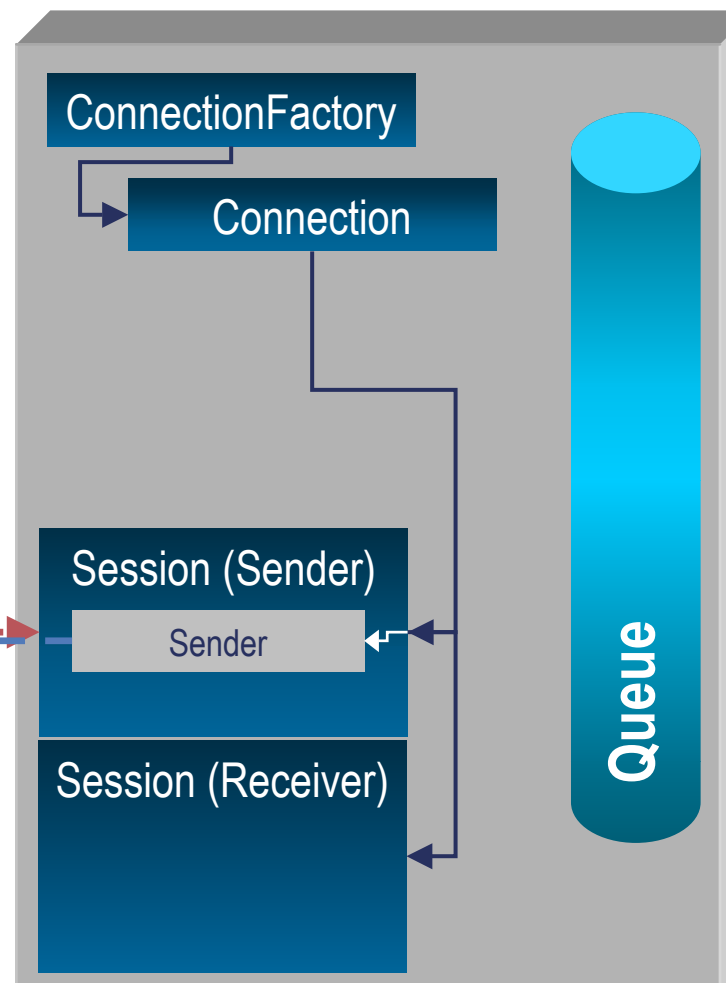 ConnectionFactory
Connection
Session (Sender)
Sender
Session (Receiver)
Queue